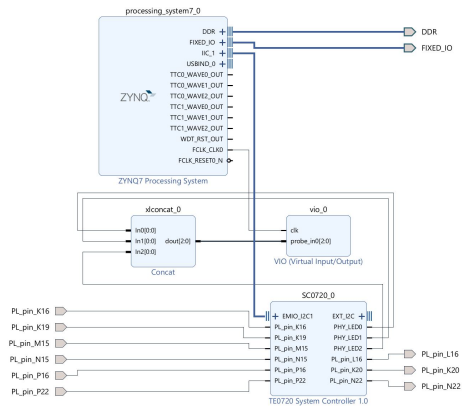 processing_system7_0
DDR
FIXED_IO
IIC_1
USBIND_0
TTC0_WAVE0_OUT
TTC0_WAVE1_OUT
TTC0_WAVE2_OUT
TTC1_WAVE0_OUT
TTC1_WAVE1_OUT
TTC1_WAVE2_OUT
WDT_RST_OUT
FCLK_CLK0
FCLK_RESET0_N
ZYNQ
ZYNQ7 Processing System
DDR
FIXED_IO
xlconcat_0
In0[0:0]
In1[0:0]
In2[0:0]
dout[2:0]
Concat
vio_0
clk
probe_in0[2:0]
VIO (Virtual Input/Output)
SC0720_0
EMIO_I2C1
PL_pin_K16
PL_pin_K19
PL_pin_M15
PL_pin_N15
PL_pin_P16
PL_pin_P22
EXT_I2C
PHY_LED0
PHY_LED1
PHY_LED2
PL_pin_L16
PL_pin_K20
PL_pin_N22
TE0720 System Controller 1.0
PL_pin_K16
PL_pin_K19
PL_pin_M15
PL_pin_N15
PL_pin_P16
PL_pin_P22
PL_pin_L16
PL_pin_K20
PL_pin_N22